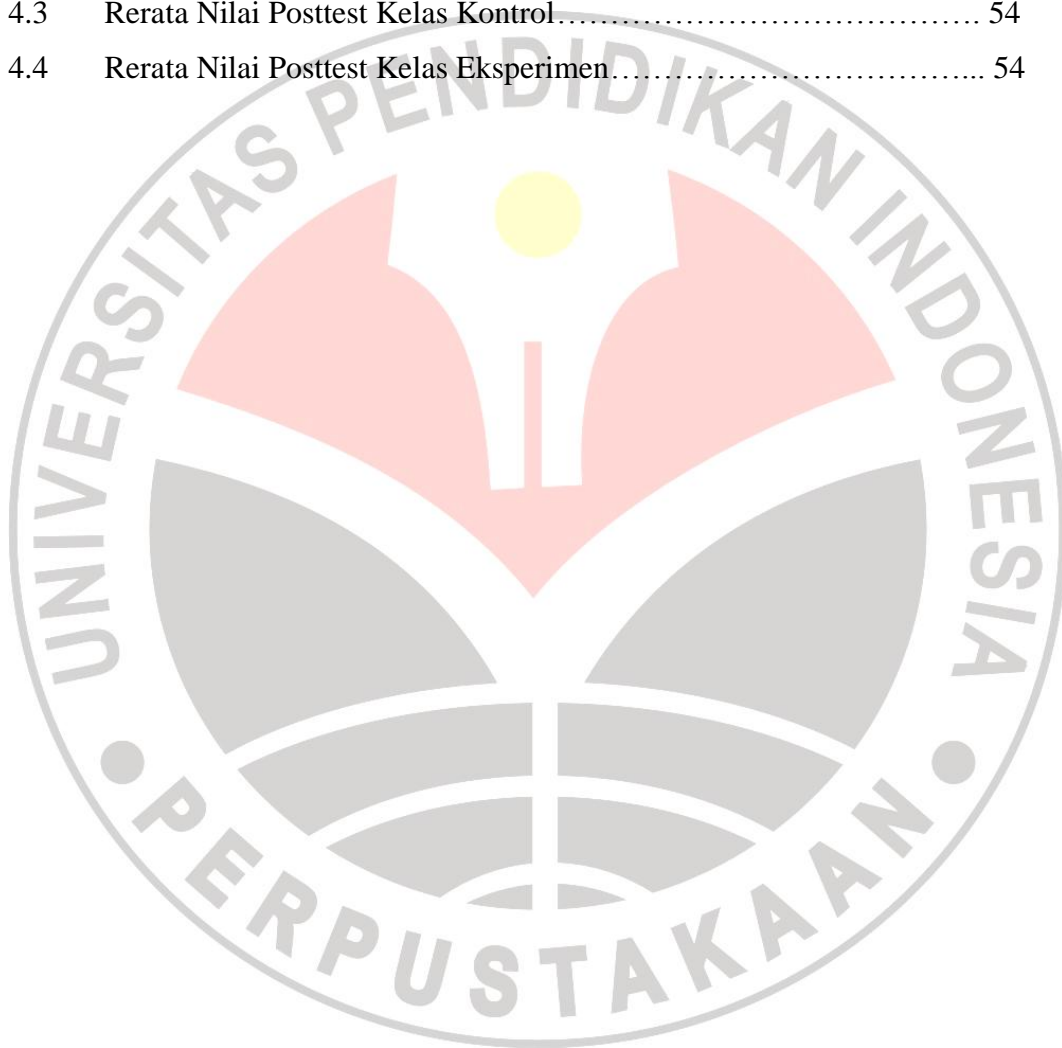 4.3 Rerata Nilai Posttest Kelas Kontrol…………………………………. 54
4.4 Rerata Nilai Posttest Kelas Eksperimen……………………………... 54
UNIVERSITAS PENDIDIKAN INDONESIA
PERPUSTAKAAN